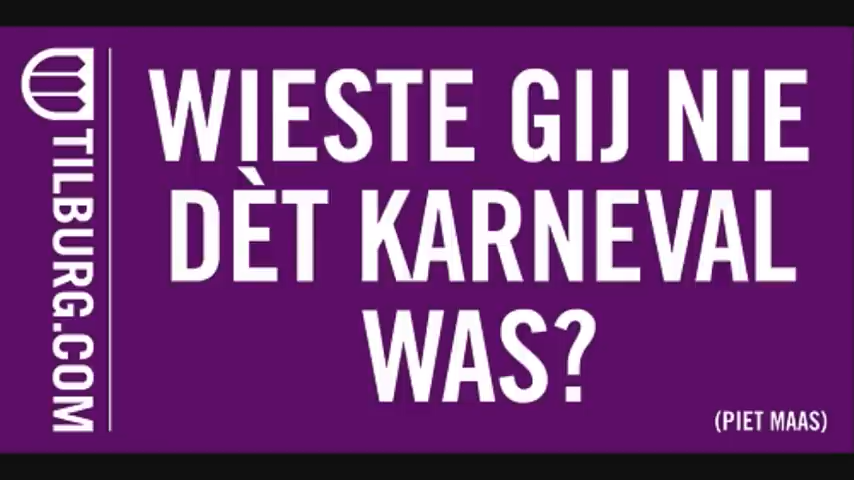 TILBURG.COM
WIESTE GIJ NIE
DÈT KARNEVAL
WAS?
(PIET MAAS)